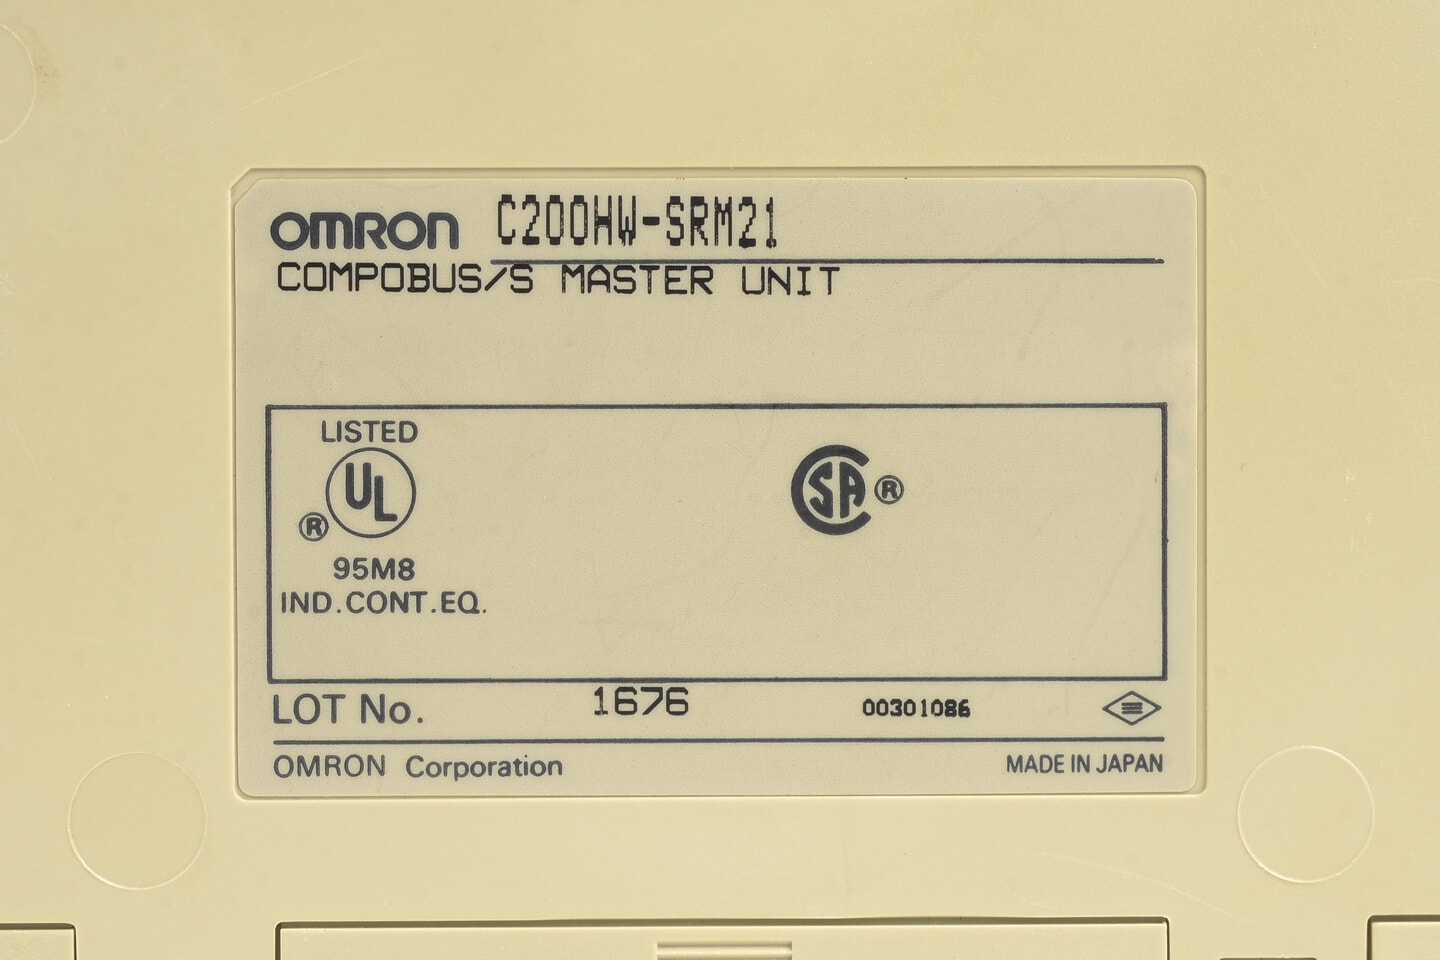 OMRON C200HW-SRM21
COMPOBUS/S MASTER UNIT
LISTED
UL
®
95M8
IND.CONT.EQ.
CSA ®
LOT No. 1676 00301086
OMRON Corporation MADE IN JAPAN